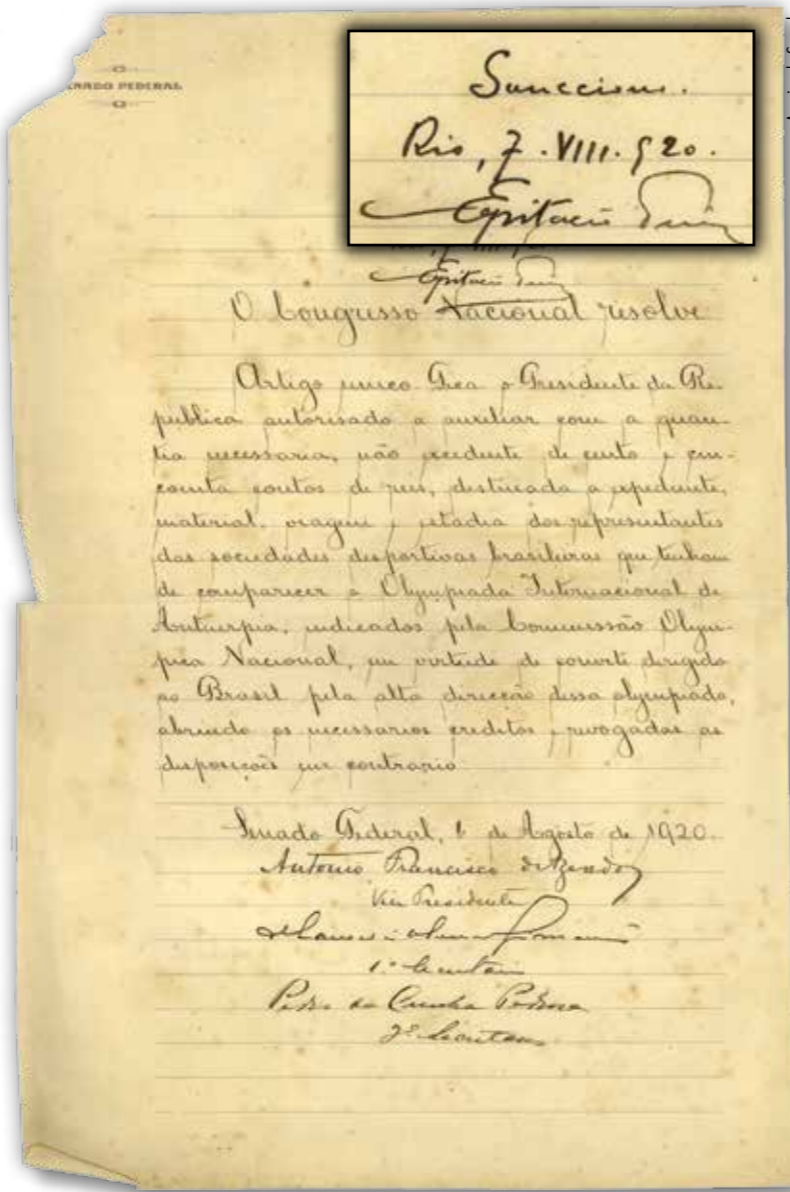 NADO FEDERAL
Sancciono.
Rio, 7. VIII. 920.
Epitacio Pessoa
Epitacio Pessoa
O Congresso Nacional resolve
Artigo unico Fica o Presidente da Re-
publica autorisado a auxiliar com a quan-
tia necessaria, não excedente de cento e cin-
coenta contos de reis, destinada a expediente,
material, viagem e estadia dos representantes
das sociedades desportivas brasileiras que tenham
de comparecer a Olympiada Internacional de
Antuerpia, indicados pela Commissão Olym-
pica Nacional, em virtude de convite dirigido
ao Brasil pela alta direcção dessa olympiada,
abrindo os necessarios creditos e revogadas as
disposições em contrario
Senado Federal, 6 de Agosto de 1920.
Antonio Francisco de Azeredo
Vice Presidente
1º Secretario
Pedro da Cunha Pedrosa
2º Secretario